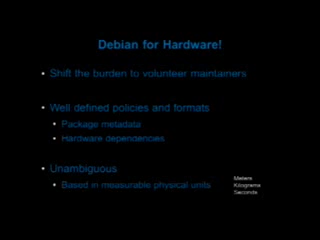 Debian for Hardware!
• Shift the burden to volunteer maintainers
• Well defined policies and formats
• Package metadata
• Hardware dependencies
• Unambiguous
• Based in measurable physical units
Meters
Kilograms
Seconds